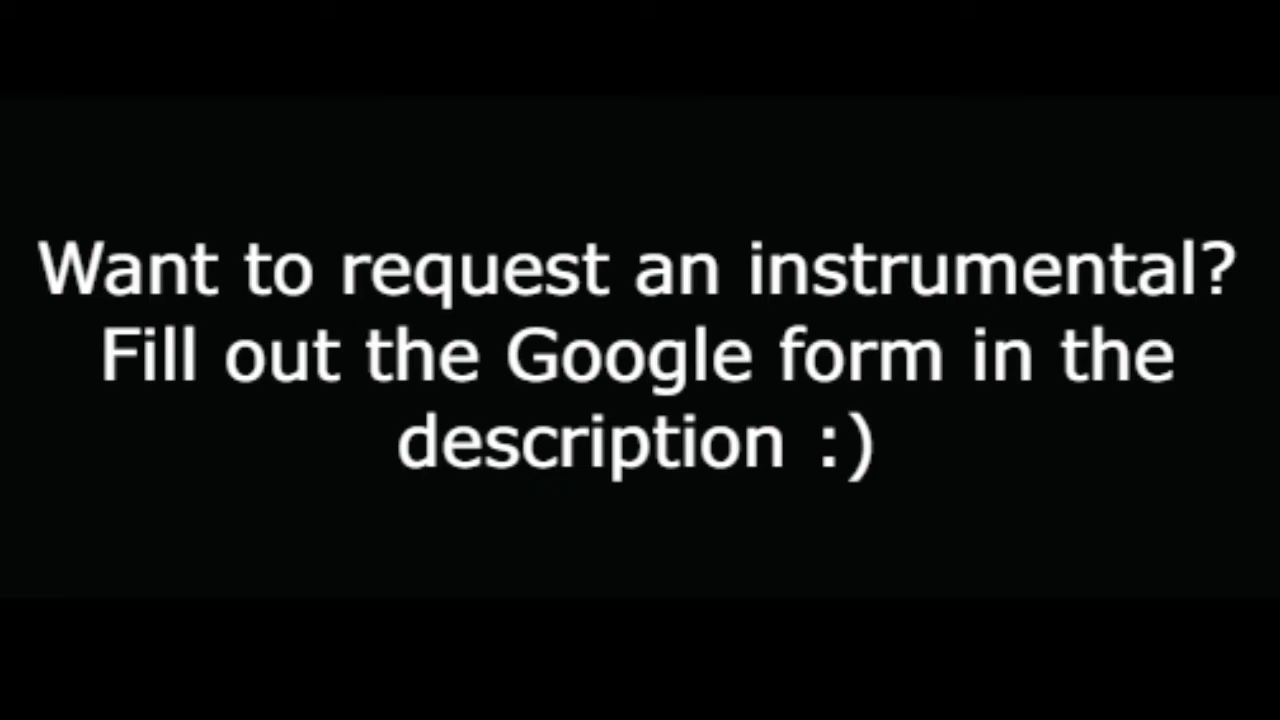 Want to request an instrumental?
Fill out the Google form in the
description :)